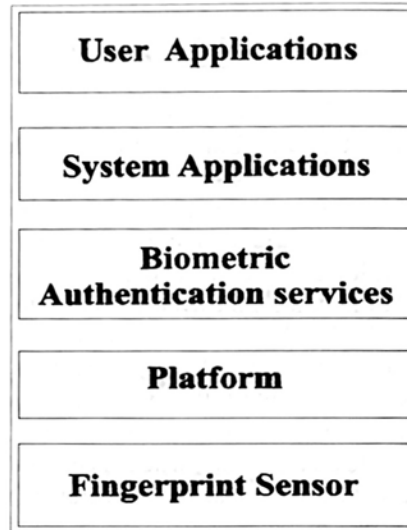 User Applications
System Applications
Biometric
Authentication services
Platform
Fingerprint Sensor